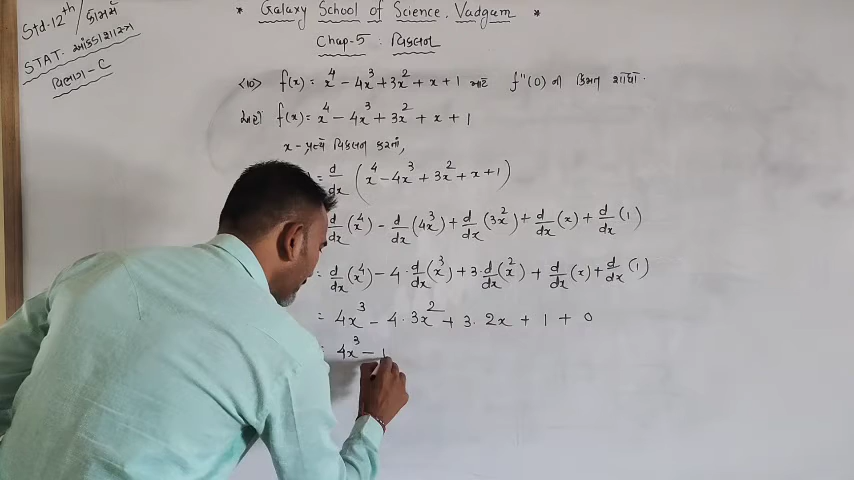 * Galaxy School of Science. Vadgam *
Std-12th / કોમર્સ
STAT. આંકડાશાસ્ત્ર
વિભાગ - C
Chap-5 : વિકલન
<10> f(x) = x⁴ - 4x³ + 3x² + x + 1 માટે f''(0) ની કિંમત શોધો.
અહીં f(x) = x⁴ - 4x³ + 3x² + x + 1
x - પ્રત્યે વિકલન કરતાં,
= d/dx (x⁴ - 4x³ + 3x² + x + 1)
d/dx (x⁴) - d/dx (4x³) + d/dx (3x²) + d/dx (x) + d/dx (1)
= d/dx (x⁴) - 4 · d/dx (x³) + 3 · d/dx (x²) + d/dx (x) + d/dx (1)
= 4x³ - 4 · 3x² + 3 · 2x + 1 + 0
= 4x³ - 1